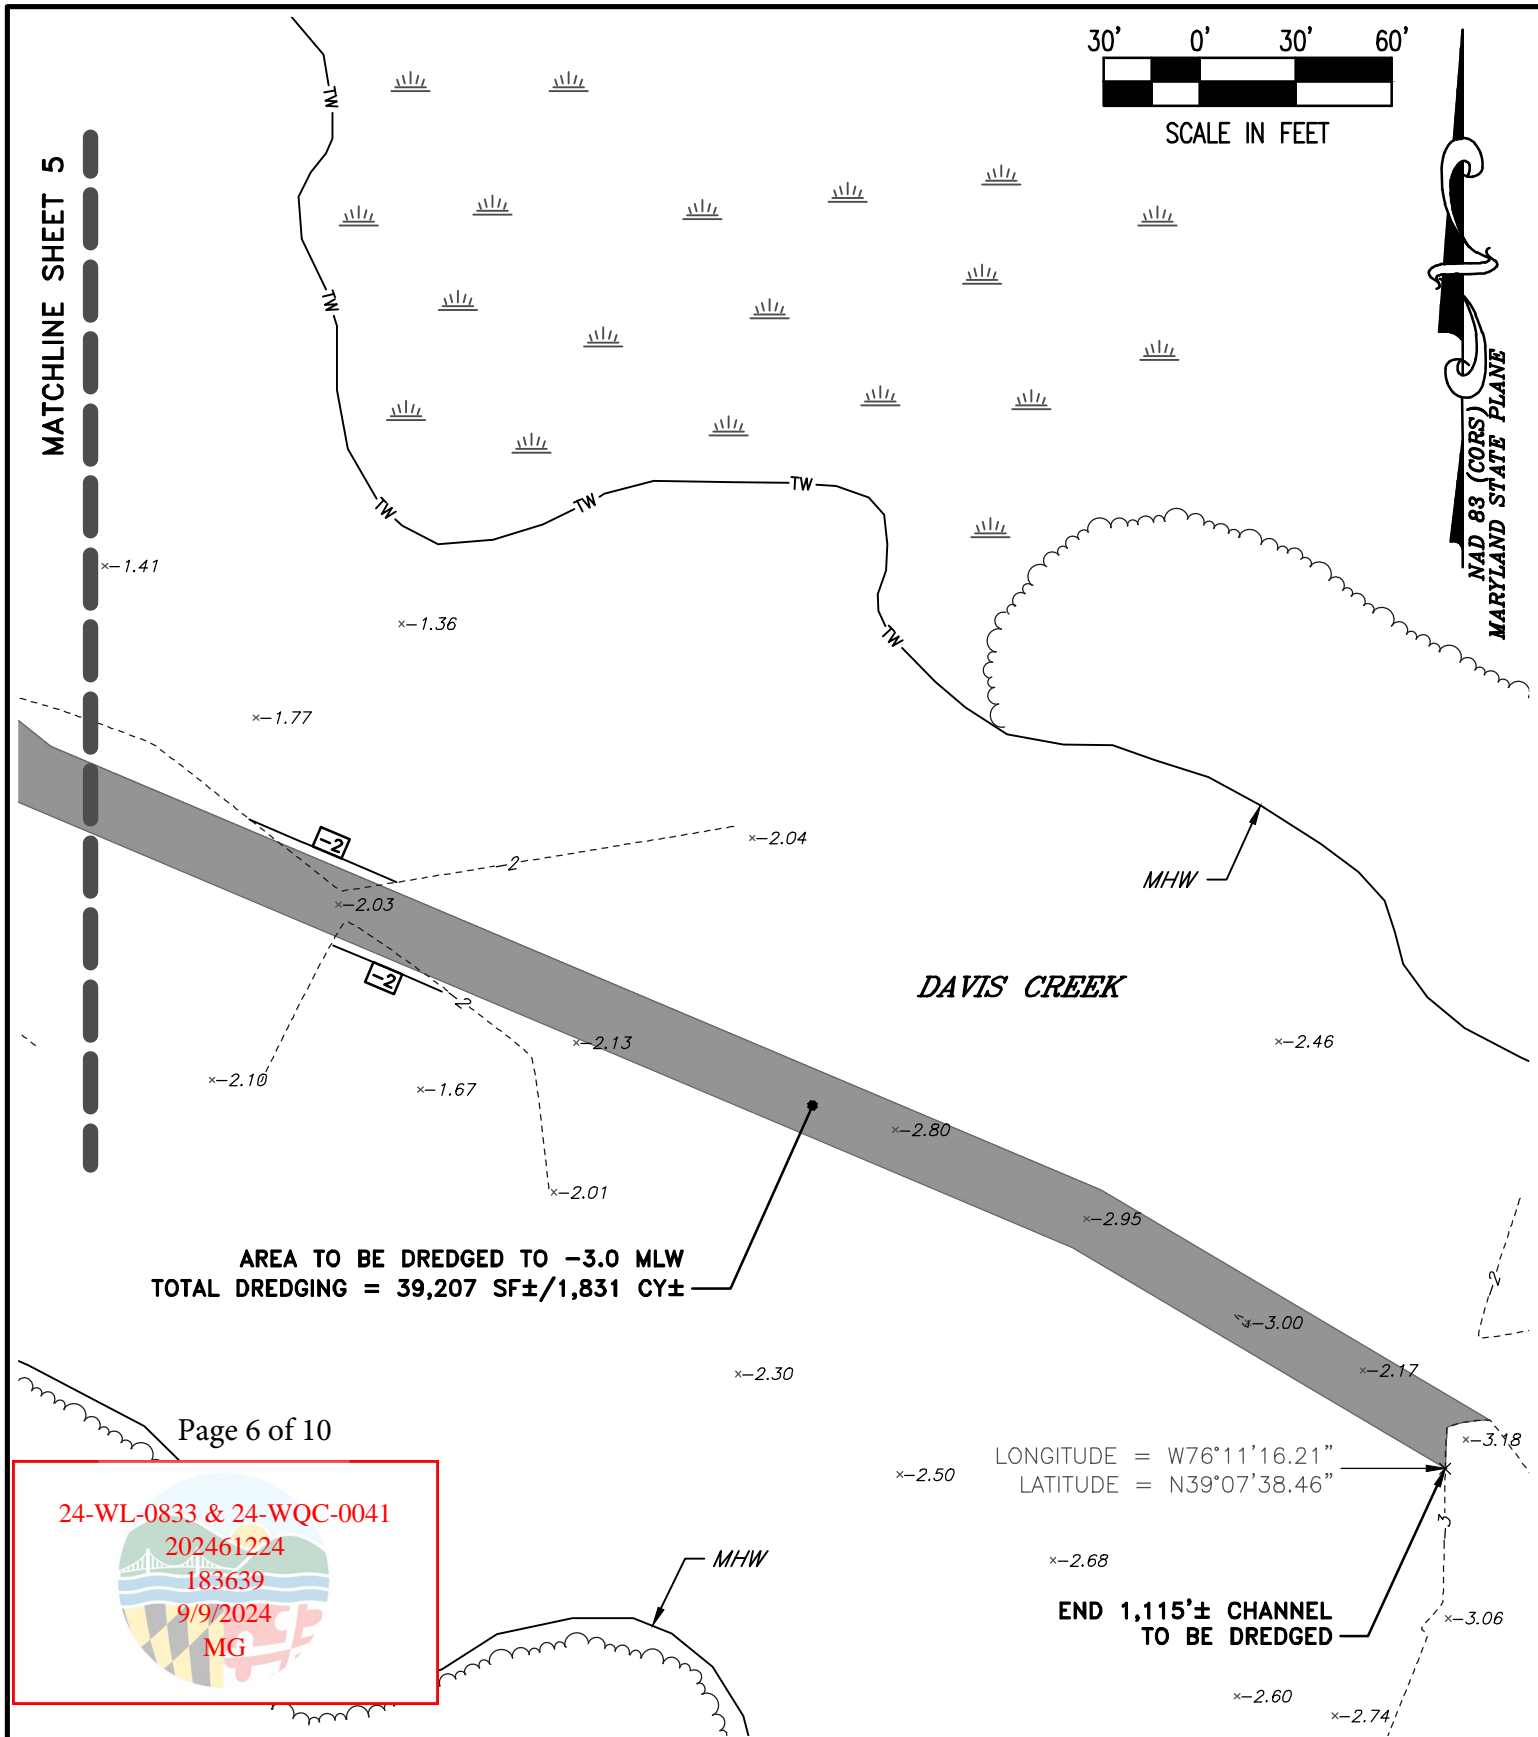 30' 0' 30' 60'
SCALE IN FEET
MATCHLINE SHEET 5
NAD 83 (CORS)
MARYLAND STATE PLANE
TW
TW
TW
TW
TW
TW
×-1.41
×-1.36
×-1.77
-2
-2
×-2.04
×-2.03
MHW
-2
-2
DAVIS CREEK
×-2.13
×-2.46
×-2.10
×-1.67
×-2.80
×-2.01
×-2.95
AREA TO BE DREDGED TO -3.0 MLW
TOTAL DREDGING = 39,207 SF±/1,831 CY±
-2
×-3.00
×-2.30
×-2.17
Page 6 of 10
×-3.18
LONGITUDE = W76°11'16.21"
LATITUDE = N39°07'38.46"
×-2.50
-3
24-WL-0833 & 24-WQC-0041
202461224
183639
9/9/2024
MG
MHW
×-2.68
END 1,115'± CHANNEL
TO BE DREDGED
×-3.06
×-2.60
×-2.74